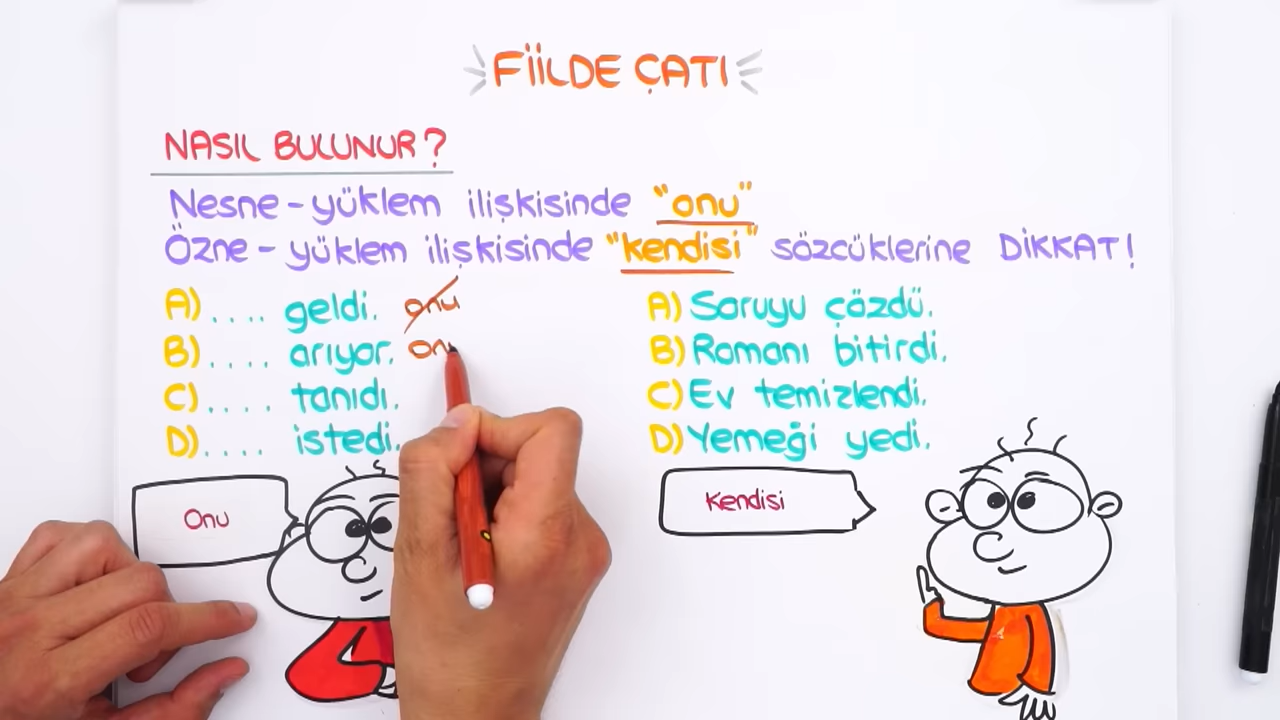 FİİLDE ÇATI
NASIL BULUNUR?
Nesne - yüklem ilişkisinde "onu"
Özne - yüklem ilişkisinde "kendisi" sözcüklerine DİKKAT!
A) .... geldi. onu
B) .... arıyor. on
C) .... tanıdı.
D) .... istedi.
A) Soruyu çözdü.
B) Romanı bitirdi.
C) Ev temizlendi.
D) Yemeği yedi.
Onu
Kendisi